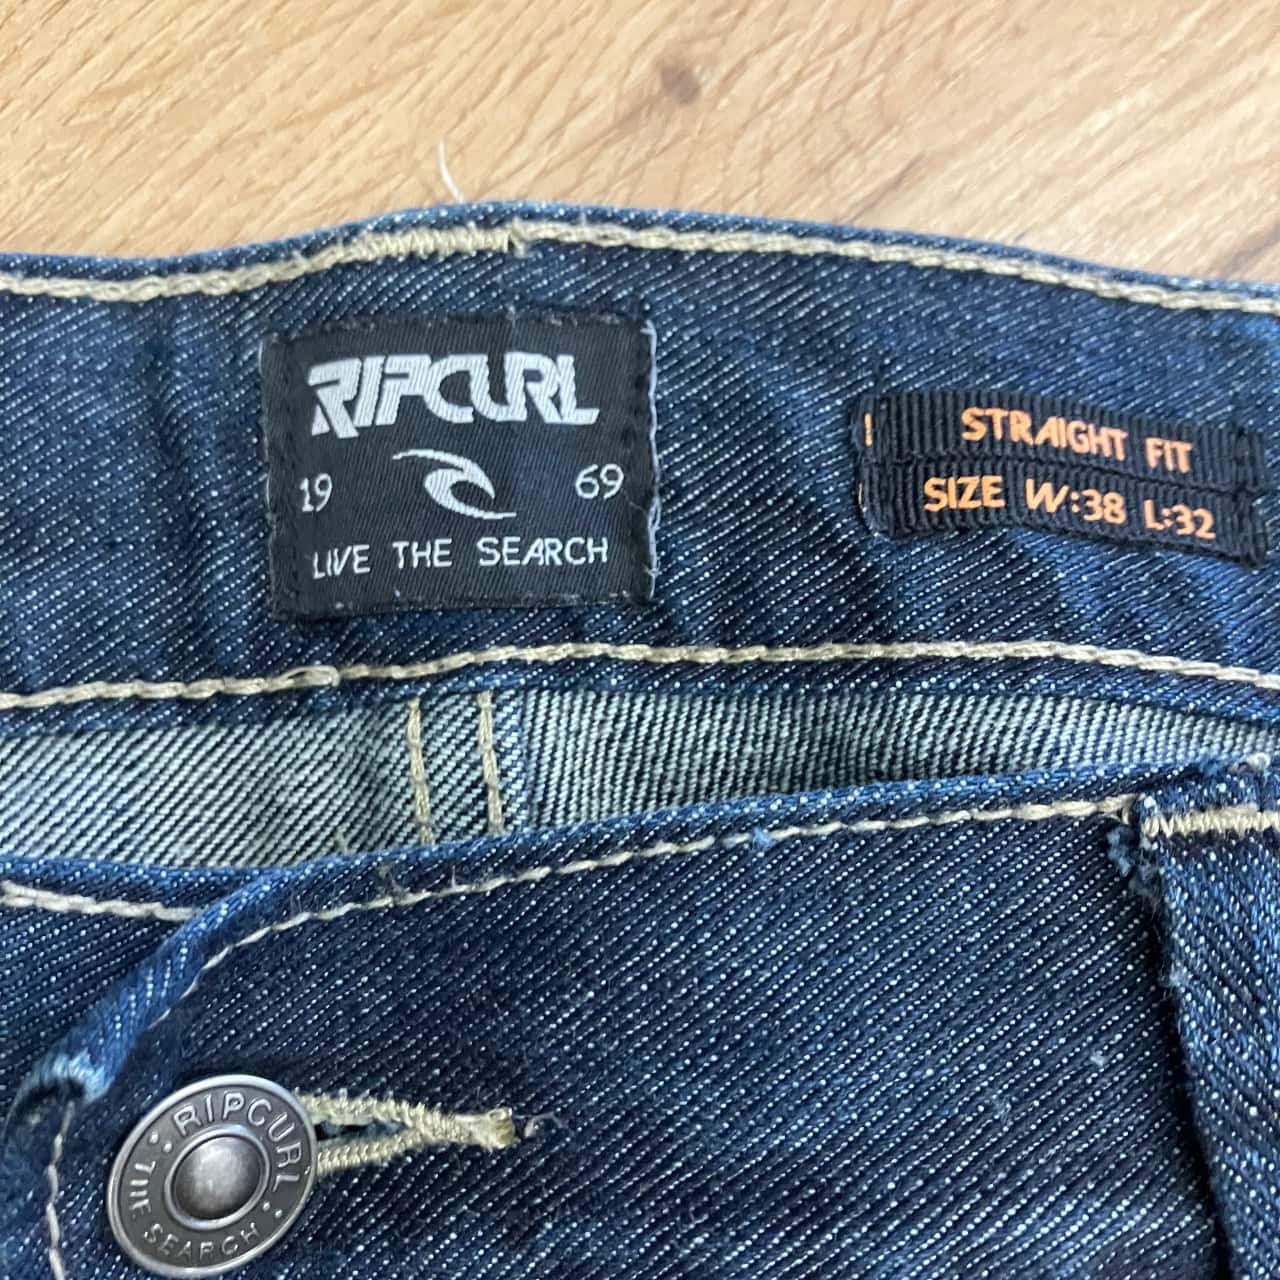 RIPCURL
19 69
LIVE THE SEARCH
STRAIGHT FIT
SIZE W:38 L:32
RIPCURL
THE SEARCH